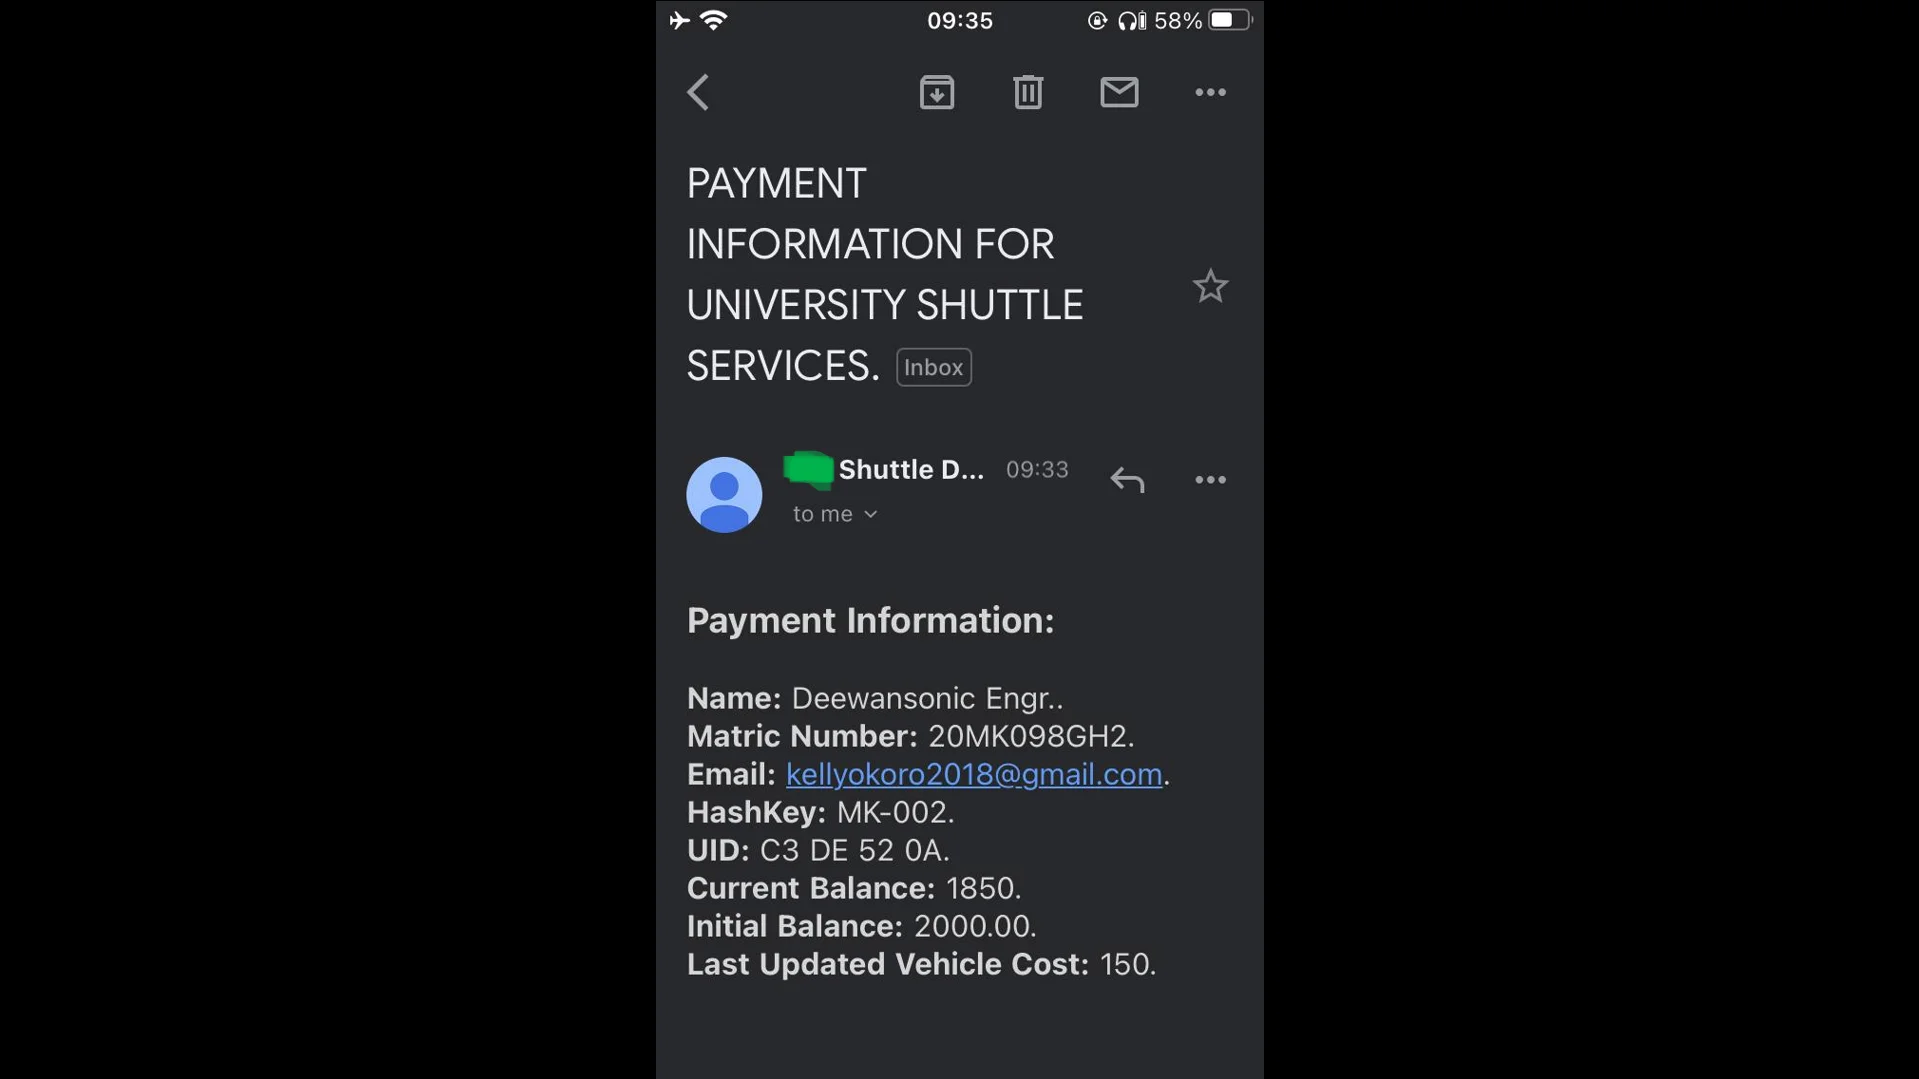 09:35
58%
PAYMENT
INFORMATION FOR
UNIVERSITY SHUTTLE
SERVICES. Inbox
Shuttle D... 09:33
to me
Payment Information:
Name: Deewansonic Engr..
Matric Number: 20MK098GH2.
Email: kellyokoro2018@gmail.com.
HashKey: MK-002.
UID: C3 DE 52 0A.
Current Balance: 1850.
Initial Balance: 2000.00.
Last Updated Vehicle Cost: 150.